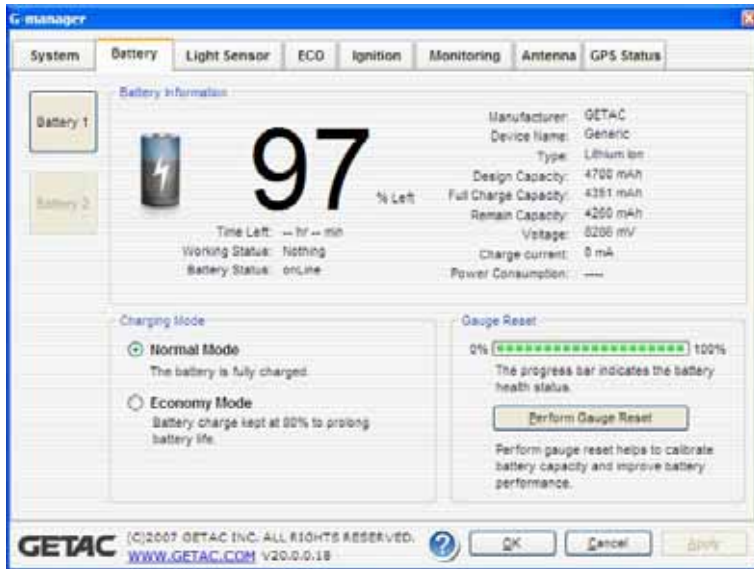 G-manager
System Battery Light Sensor ECO Ignition Monitoring Antenna GPS Status
Battery 1
Battery 2
Battery Information
97 % Left
Time Left: -- hr -- min
Working Status: Nothing
Battery Status: onLine
Manufacturer: GETAC
Device Name: Generic
Type: Lithium Ion
Design Capacity: 4700 mAh
Full Charge Capacity: 4351 mAh
Remain Capacity: 4260 mAh
Voltage: 8286 mV
Charge current: 0 mA
Power Consumption: ----
Charging Mode
Normal Mode
The battery is fully charged.
Economy Mode
Battery charge kept at 80% to prolong
battery life.
Gauge Reset
0% 100%
The progress bar indicates the battery
health status.
Perform Gauge Reset
Perform gauge reset helps to calibrate
battery capacity and improve battery
performance.
GETAC
(C)2007 GETAC INC. ALL RIGHTS RESERVED.
WWW.GETAC.COM V20.0.0.18
?
OK Cancel Apply